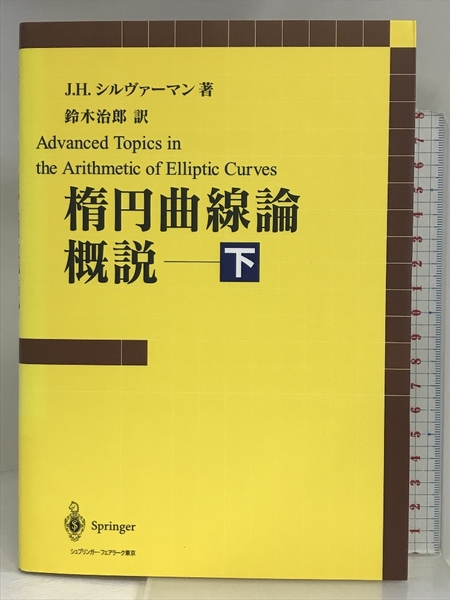 J.H. シルヴァーマン 著
鈴木治郎 訳
Advanced Topics in
the Arithmetic of Elliptic Curves
楕円曲線論
概説──下
Springer
シュプリンガー・フェアラーク東京